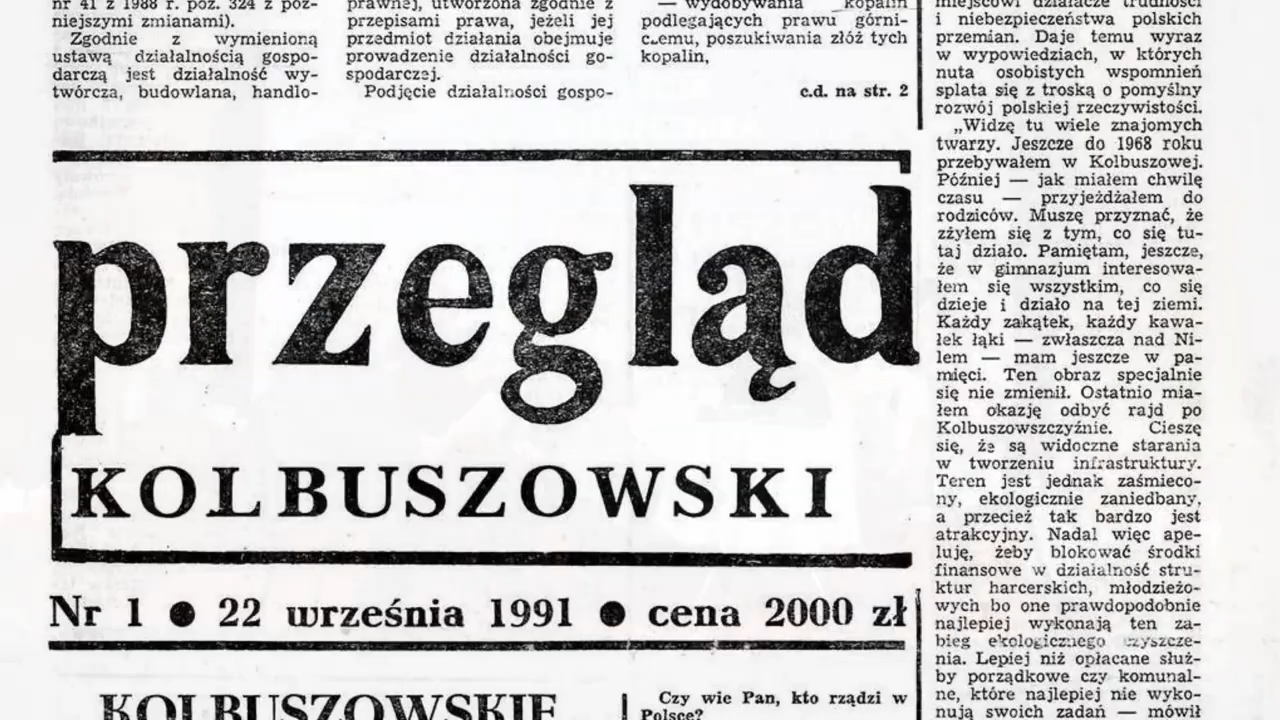 nr 41 z 1988 r. poz. 324 z póź-
niejszymi zmianami).
Zgodnie z wymienioną
ustawą działalnością gospo-
darczą jest działalność wy-
twórcza, budowlana, handlo-
prawnej, utworzona zgodnie z
przepisami prawa, jeżeli jej
przedmiot działania obejmuje
prowadzenie działalności go-
spodarczej.
Podjęcie działalności gospo-
— wydobywania kopalin
podlegających prawu górni-
czemu, poszukiwania złóż tych
kopalin,
c.d. na str. 2
przegląd
KOLBUSZOWSKI
Nr 1 ● 22 września 1991 ● cena 2000 zł
KOLBUSZOWSKIE
Czy wie Pan, kto rządzi w
Polsce?
miejscowi działacze trudności
i niebezpieczeństwa polskich
przemian. Daje temu wyraz
w wypowiedziach, w których
nuta osobistych wspomnień
splata się z troską o pomyślny
rozwój polskiej rzeczywistości.
„Widzę tu wiele znajomych
twarzy. Jeszcze do 1968 roku
przebywałem w Kolbuszowej.
Później — jak miałem chwilę
czasu — przyjeżdżałem do
rodziców. Muszę przyznać, że
zżyłem się z tym, co się tu-
taj działo. Pamiętam, jeszcze,
że w gimnazjum interesowa-
łem się wszystkim, co się
dzieje i działo na tej ziemi.
Każdy zakątek, każdy kawa-
łek łąki — zwłaszcza nad Ni-
lem — mam jeszcze w pa-
mięci. Ten obraz specjalnie
się nie zmienił. Ostatnio mia-
łem okazję odbyć rajd po
Kolbuszowszczyźnie. Cieszę
się, że są widoczne starania
w tworzeniu infrastruktury.
Teren jest jednak zaśmieco-
ny, ekologicznie zaniedbany,
a przecież tak bardzo jest
atrakcyjny. Nadal więc ape-
luję, żeby blokować środki
finansowe w działalność stru-
ktur harcerskich, młodzieżo-
wych bo one prawdopodobnie
najlepiej wykonają ten za-
bieg ekologicznego czyszcze-
nia. Lepiej niż opłacane służ-
by porządkowe czy komunal-
ne, które najlepiej nie wyko-
nują swoich zadań — mówił